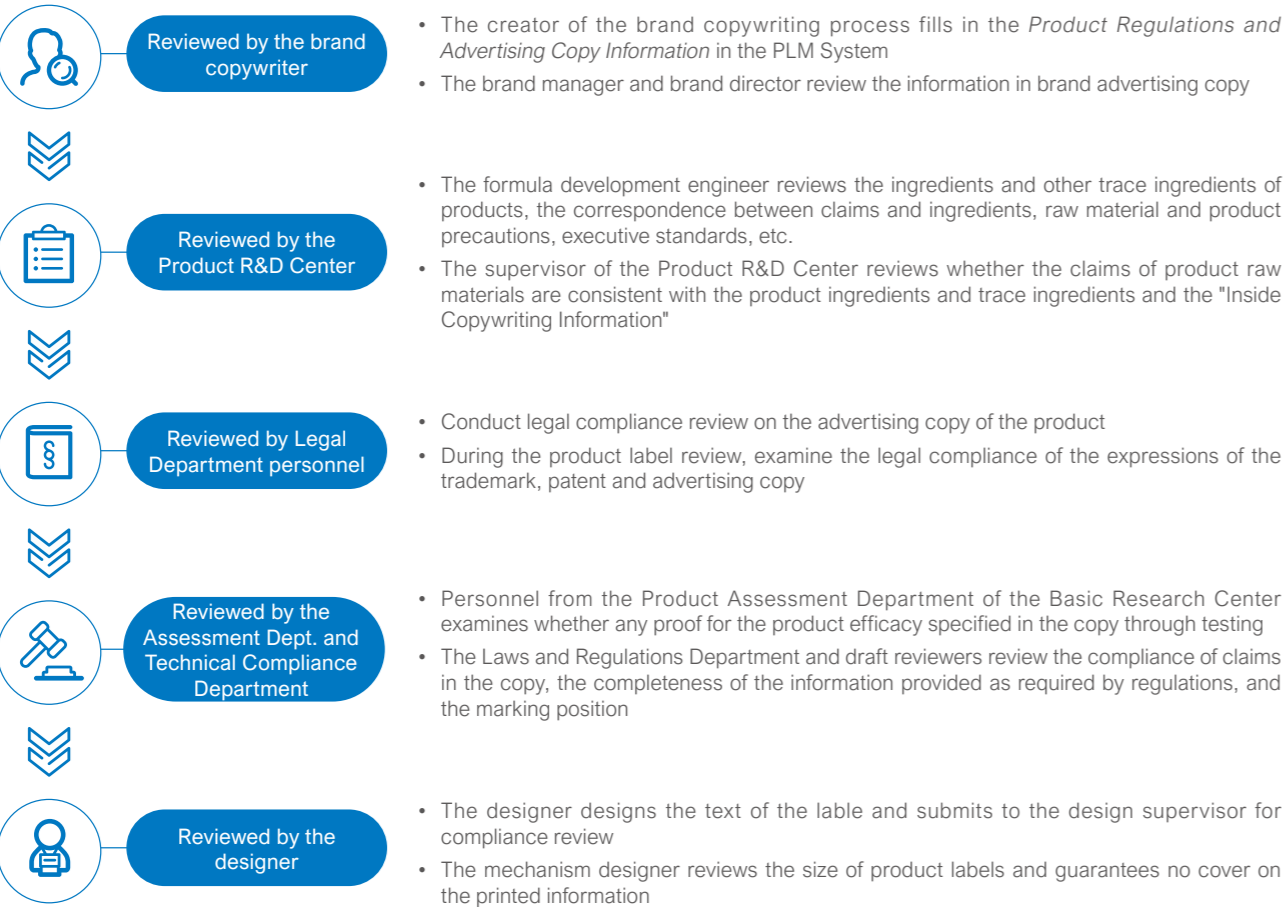 Reviewed by the brand
copywriter
• The creator of the brand copywriting process fills in the Product Regulations and
Advertising Copy Information in the PLM System
• The brand manager and brand director review the information in brand advertising copy
Reviewed by the
Product R&D Center
• The formula development engineer reviews the ingredients and other trace ingredients of
products, the correspondence between claims and ingredients, raw material and product
precautions, executive standards, etc.
• The supervisor of the Product R&D Center reviews whether the claims of product raw
materials are consistent with the product ingredients and trace ingredients and the "Inside
Copywriting Information"
§
Reviewed by Legal
Department personnel
• Conduct legal compliance review on the advertising copy of the product
• During the product label review, examine the legal compliance of the expressions of the
trademark, patent and advertising copy
Reviewed by the
Assessment Dept. and
Technical Compliance
Department
• Personnel from the Product Assessment Department of the Basic Research Center
examines whether any proof for the product efficacy specified in the copy through testing
• The Laws and Regulations Department and draft reviewers review the compliance of claims
in the copy, the completeness of the information provided as required by regulations, and
the marking position
Reviewed by the
designer
• The designer designs the text of the lable and submits to the design supervisor for
compliance review
• The mechanism designer reviews the size of product labels and guarantees no cover on
the printed information